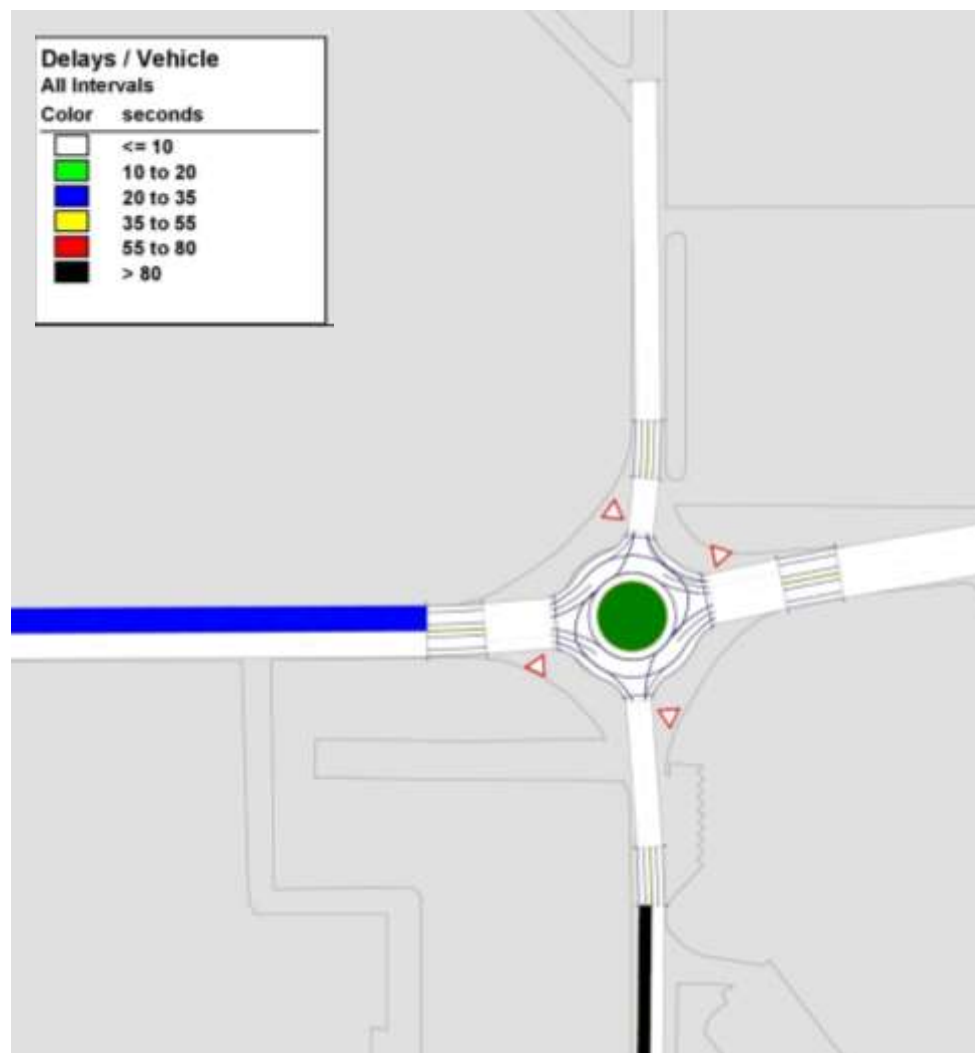 Delays / Vehicle
All Intervals
Color seconds
<= 10
10 to 20
20 to 35
35 to 55
55 to 80
> 80